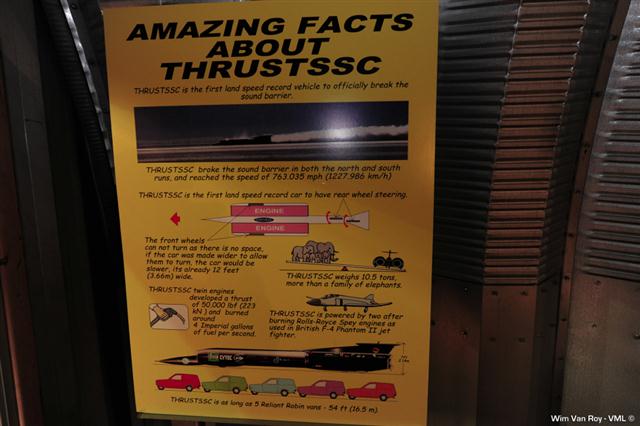 AMAZING FACTS
ABOUT
THRUSTSSC
THRUSTSSC is the first land speed record vehicle to officially break the
sound barrier.
THRUSTSSC broke the sound barrier in both the north and south
runs, and reached the speed of 763.035 mph (1227.986 km/h)
THRUSTSSC is the first land speed record car to have rear wheel steering.
ENGINE
ENGINE
The front wheels
can not turn as there is no space,
if the car was made wider to allow
them to turn, the car would be
slower, its already 12 feet
(3.66m) wide.
THRUSTSSC weighs 10.5 tons,
more than a family of elephants.
THRUSTSSC twin engines
developed a thrust
of 50,000 lbf (223
kN ) and burned
around
4 Imperial gallons
of fuel per second.
THRUSTSSC is powered by two after
burning Rolls-Royce Spey engines as
used in British F-4 Phantom II jet
fighter.
THRUSTSSC is as long as 5 Reliant Robin vans - 54 ft (16.5 m).
Wim Van Roy - VML ©